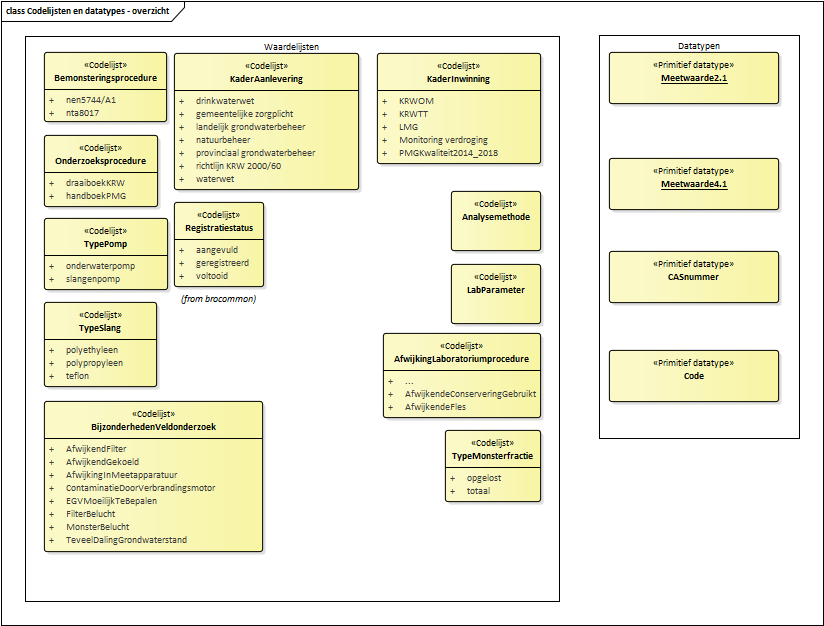 class Codelijsten en datatypes - overzicht
Waardelijsten
«Codelijst»
Bemonsteringsprocedure
+ nen5744/A1
+ nta8017
«Codelijst»
KaderAanlevering
+ drinkwaterwet
+ gemeentelijke zorgplicht
+ landelijk grondwaterbeheer
+ natuurbeheer
+ provinciaal grondwaterbeheer
+ richtlijn KRW 2000/60
+ waterwet
«Codelijst»
KaderInwinning
+ KRWOM
+ KRWTT
+ LMG
+ Monitoring verdroging
+ PMGKwaliteit2014_2018
«Codelijst»
Onderzoeksprocedure
+ draaiboekKRW
+ handboekPMG
«Codelijst»
Analysemethode
«Codelijst»
TypePomp
+ onderwaterpomp
+ slangenpomp
«Codelijst»
Registratiestatus
+ aangevuld
+ geregistreerd
+ voltooid
(from brocommon)
«Codelijst»
LabParameter
«Codelijst»
TypeSlang
+ polyethyleen
+ polypropyleen
+ teflon
«Codelijst»
AfwijkingLaboratoriumprocedure
+ ...
+ AfwijkendeConserveringGebruikt
+ AfwijkendeFles
«Codelijst»
BijzonderhedenVeldonderzoek
+ AfwijkendFilter
+ AfwijkendGekoeld
+ AfwijkingInMeetapparatuur
+ ContaminatieDoorVerbrandingsmotor
+ EGVMoeilijkTeBepalen
+ FilterBelucht
+ MonsterBelucht
+ TeveelDalingGrondwaterstand
«Codelijst»
TypeMonsterfractie
+ opgelost
+ totaal
Datatypen
«Primitief datatype»
Meetwaarde2.1
«Primitief datatype»
Meetwaarde4.1
«Primitief datatype»
CASnummer
«Primitief datatype»
Code